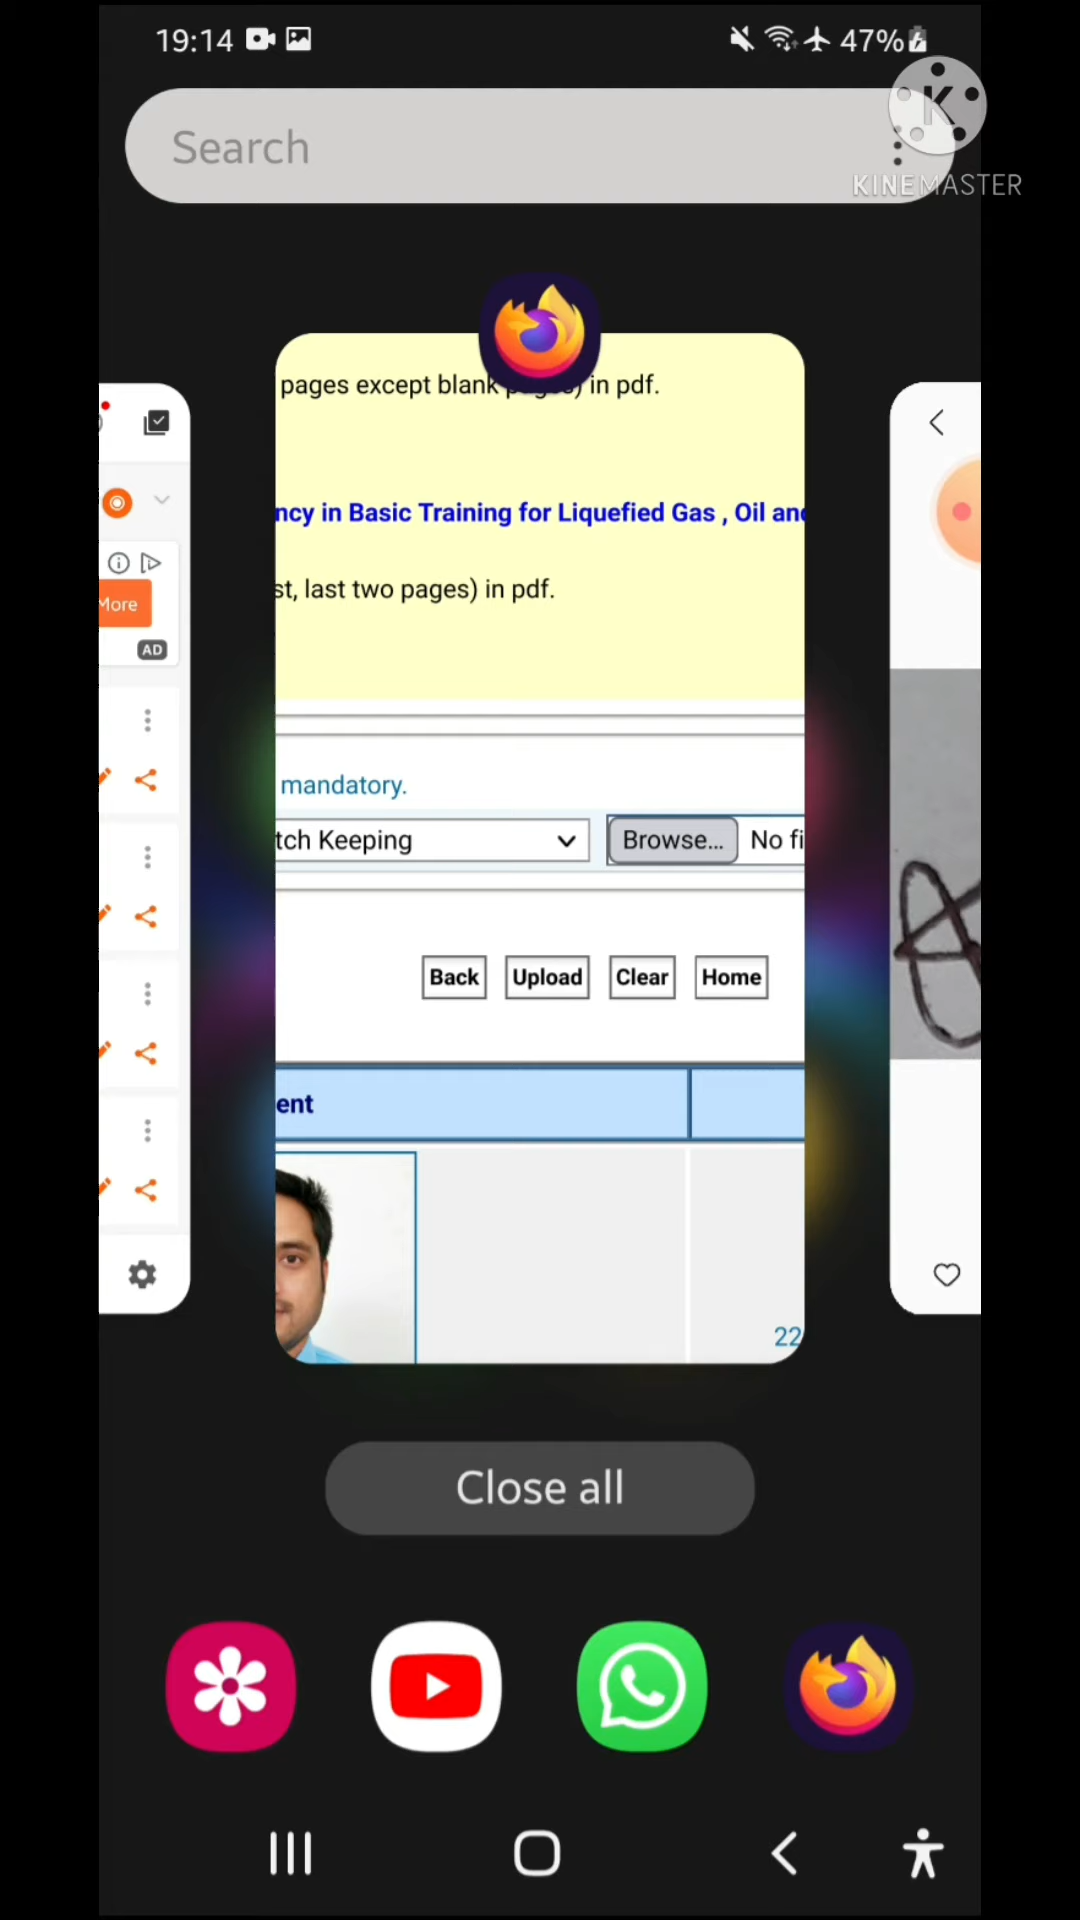 19:14
47%
Search
KINEMASTER
pages except blank pages) in pdf.
ncy in Basic Training for Liquefied Gas , Oil and
st, last two pages) in pdf.
More
AD
mandatory.
tch Keeping
Browse...
No fi
Back
Upload
Clear
Home
ent
22
Close all